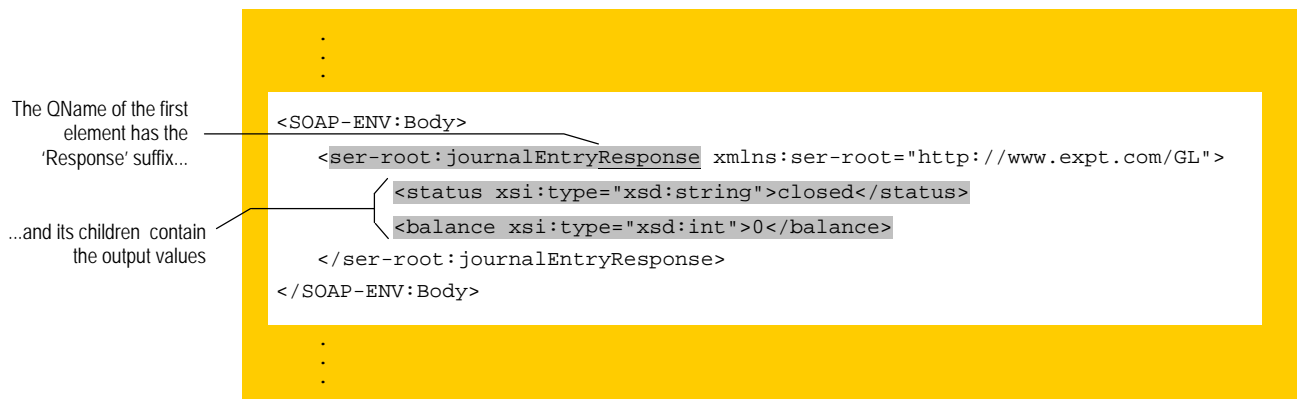 .
.
.
The QName of the first
element has the
'Response' suffix...
...and its children contain
the output values
<SOAP-ENV:Body>
<ser-root:journalEntryResponse xmlns:ser-root="http://www.expt.com/GL">
<status xsi:type="xsd:string">closed</status>
<balance xsi:type="xsd:int">0</balance>
</ser-root:journalEntryResponse>
</SOAP-ENV:Body>
.
.
.